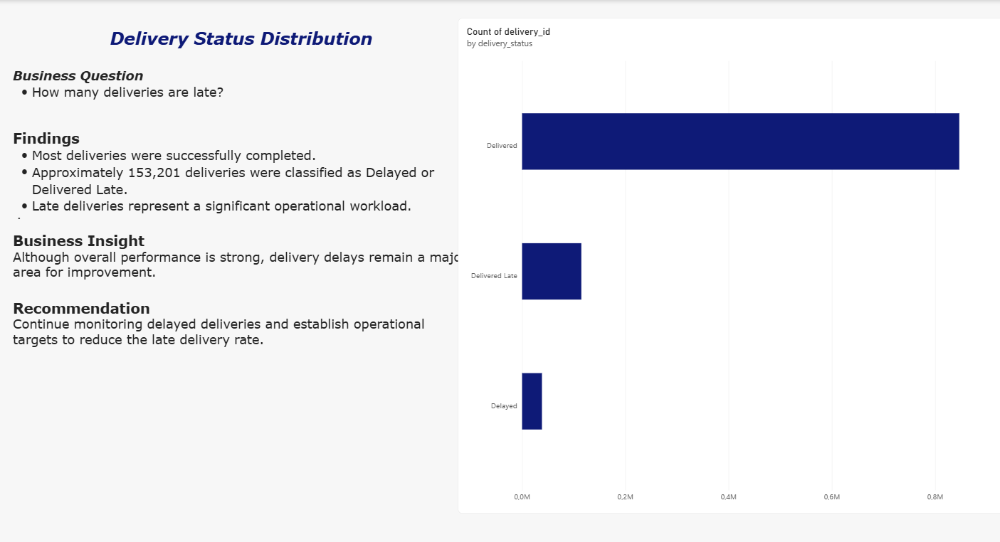 Delivery Status Distribution
Business Question
• How many deliveries are late?
Findings
• Most deliveries were successfully completed.
• Approximately 153,201 deliveries were classified as Delayed or
Delivered Late.
• Late deliveries represent a significant operational workload.
.
Business Insight
Although overall performance is strong, delivery delays remain a majo
area for improvement.
Recommendation
Continue monitoring delayed deliveries and establish operational
targets to reduce the late delivery rate.
Count of delivery_id
by delivery_status
Delivered
Delivered Late
Delayed
0,0M 0,2M 0,4M 0,6M 0,8M